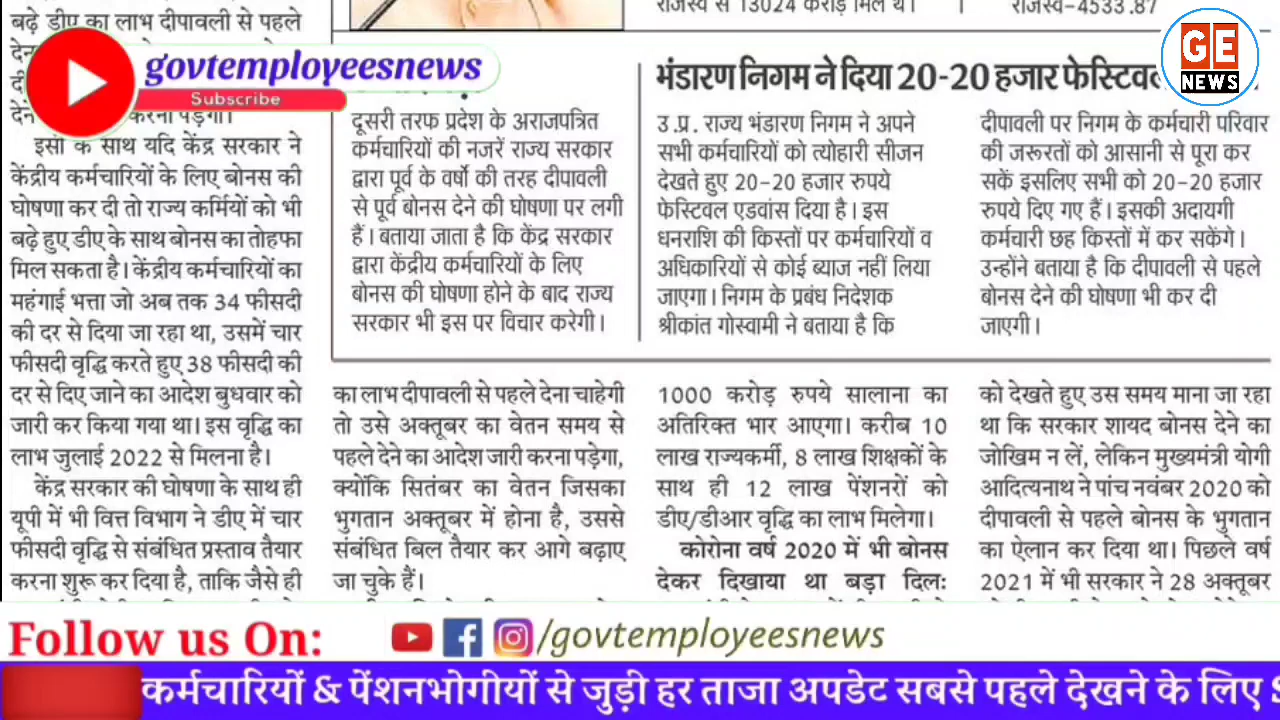 बढ़े डीए का लाभ दीपावली से पहले
करना पड़ेगा।
इसी के साथ यदि केंद्र सरकार ने
केंद्रीय कर्मचारियों के लिए बोनस की
घोषणा कर दी तो राज्य कर्मियों को भी
बढ़े हुए डीए के साथ बोनस का तोहफा
मिल सकता है। केंद्रीय कर्मचारियों का
महंगाई भत्ता जो अब तक 34 फीसदी
की दर से दिया जा रहा था, उसमें चार
फीसदी वृद्धि करते हुए 38 फीसदी की
दर से दिए जाने का आदेश बुधवार को
जारी कर किया गया था। इस वृद्धि का
लाभ जुलाई 2022 से मिलना है।
केंद्र सरकार की घोषणा के साथ ही
यूपी में भी वित्त विभाग ने डीए में चार
फीसदी वृद्धि से संबंधित प्रस्ताव तैयार
करना शुरू कर दिया है, ताकि जैसे ही
govtemployeesnews
Subscribe
दूसरी तरफ प्रदेश के अराजपत्रित
कर्मचारियों की नजरें राज्य सरकार
द्वारा पूर्व के वर्षो की तरह दीपावली
से पूर्व बोनस देने की घोषणा पर लगी
हैं। बताया जाता है कि केंद्र सरकार
द्वारा केंद्रीय कर्मचारियों के लिए
बोनस की घोषणा होने के बाद राज्य
सरकार भी इस पर विचार करेगी।
राजस्व से 13024 करोड़ मिले थे।
राजस्व-4533.87
GE
NEWS
भंडारण निगम ने दिया 20-20 हजार फेस्टिवल
उ.प्र. राज्य भंडारण निगम ने अपने
सभी कर्मचारियों को त्योहारी सीजन
देखते हुए 20-20 हजार रुपये
फेस्टिवल एडवांस दिया है। इस
धनराशि की किस्तों पर कर्मचारियों व
अधिकारियों से कोई ब्याज नहीं लिया
जाएगा। निगम के प्रबंध निदेशक
श्रीकांत गोस्वामी ने बताया है कि
दीपावली पर निगम के कर्मचारी परिवार
की जरूरतों को आसानी से पूरा कर
सकें इसलिए सभी को 20-20 हजार
रुपये दिए गए हैं। इसकी अदायगी
कर्मचारी छह किस्तों में कर सकेंगे।
उन्होंने बताया है कि दीपावली से पहले
बोनस देने की घोषणा भी कर दी
जाएगी।
का लाभ दीपावली से पहले देना चाहेगी
तो उसे अक्तूबर का वेतन समय से
पहले देने का आदेश जारी करना पड़ेगा,
क्योंकि सितंबर का वेतन जिसका
भुगतान अक्तूबर में होना है, उससे
संबंधित बिल तैयार कर आगे बढ़ाए
जा चुके हैं।
1000 करोड़ रुपये सालाना का
अतिरिक्त भार आएगा। करीब 10
लाख राज्यकर्मी, 8 लाख शिक्षकों के
साथ ही 12 लाख पेंशनरों को
डीए/डीआर वृद्धि का लाभ मिलेगा।
कोरोना वर्ष 2020 में भी बोनस
देकर दिखाया था बड़ा दिल:
को देखते हुए उस समय माना जा रहा
था कि सरकार शायद बोनस देने का
जोखिम न लें, लेकिन मुख्यमंत्री योगी
आदित्यनाथ ने पांच नवंबर 2020 को
दीपावली से पहले बोनस के भुगतान
का ऐलान कर दिया था। पिछले वर्ष
2021 में भी सरकार ने 28 अक्तूबर
Follow us On:
/govtemployeesnews
कर्मचारियों & पेंशनभोगीयों से जुड़ी हर ताजा अपडेट सबसे पहले देखने के लिए